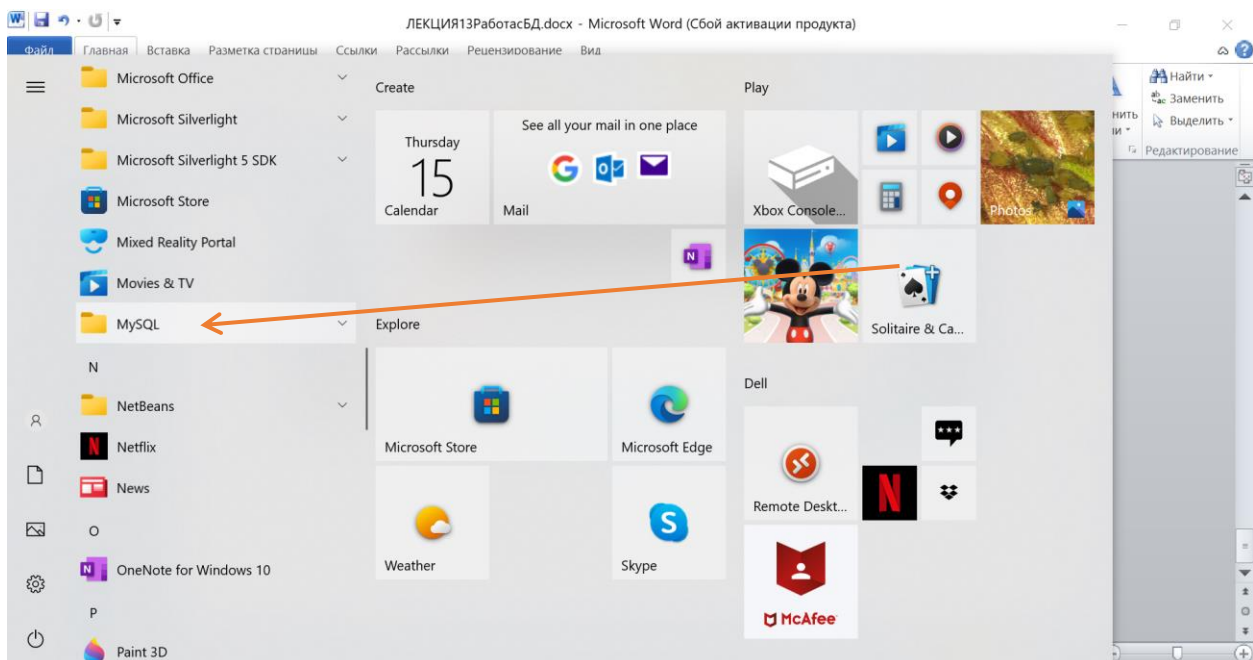 ЛЕКЦИЯ13РаботасБД.docx - Microsoft Word (Сбой активации продукта)
Файл Главная Вставка Разметка страницы Ссылки Рассылки Рецензирование Вид
Найти
Заменить
Выделить
Редактирование
Microsoft Office
Microsoft Silverlight
Microsoft Silverlight 5 SDK
Microsoft Store
Mixed Reality Portal
Movies & TV
MySQL
N
NetBeans
Netflix
News
O
OneNote for Windows 10
P
Paint 3D
Create
Thursday
15
Calendar
See all your mail in one place
Mail
Explore
Microsoft Store
Microsoft Edge
Weather
Skype
Play
Xbox Console...
Photos
Solitaire & Ca...
Dell
Remote Deskt...
McAfee